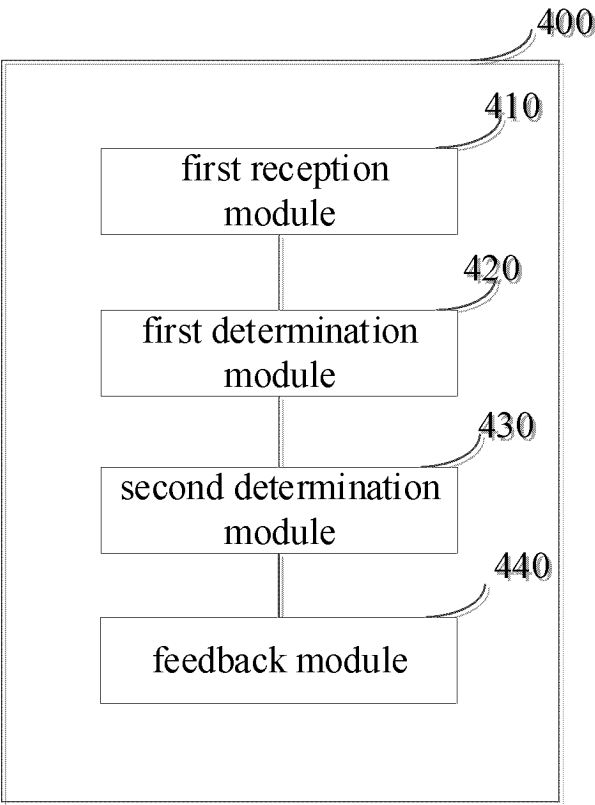 400
410
first reception
module
420
first determination
module
430
second determination
module
440
feedback module